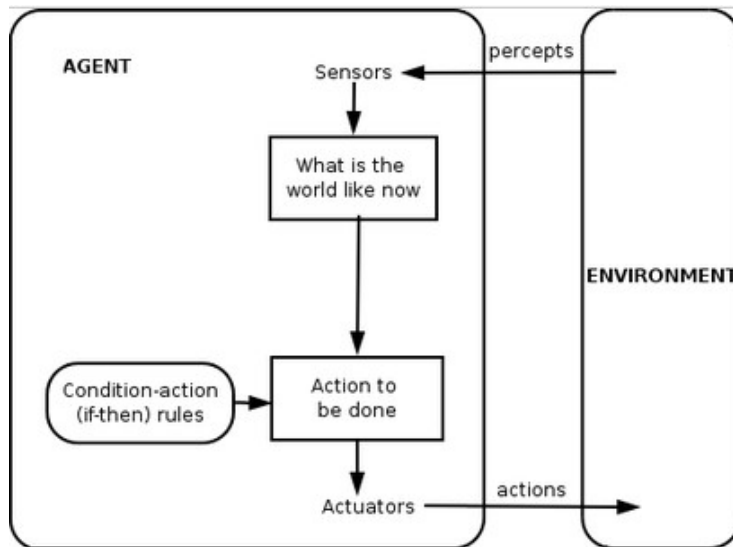 AGENT
Sensors
percepts
What is the
world like now
ENVIRONMENT
Condition-action
(if-then) rules
Action to
be done
Actuators
actions